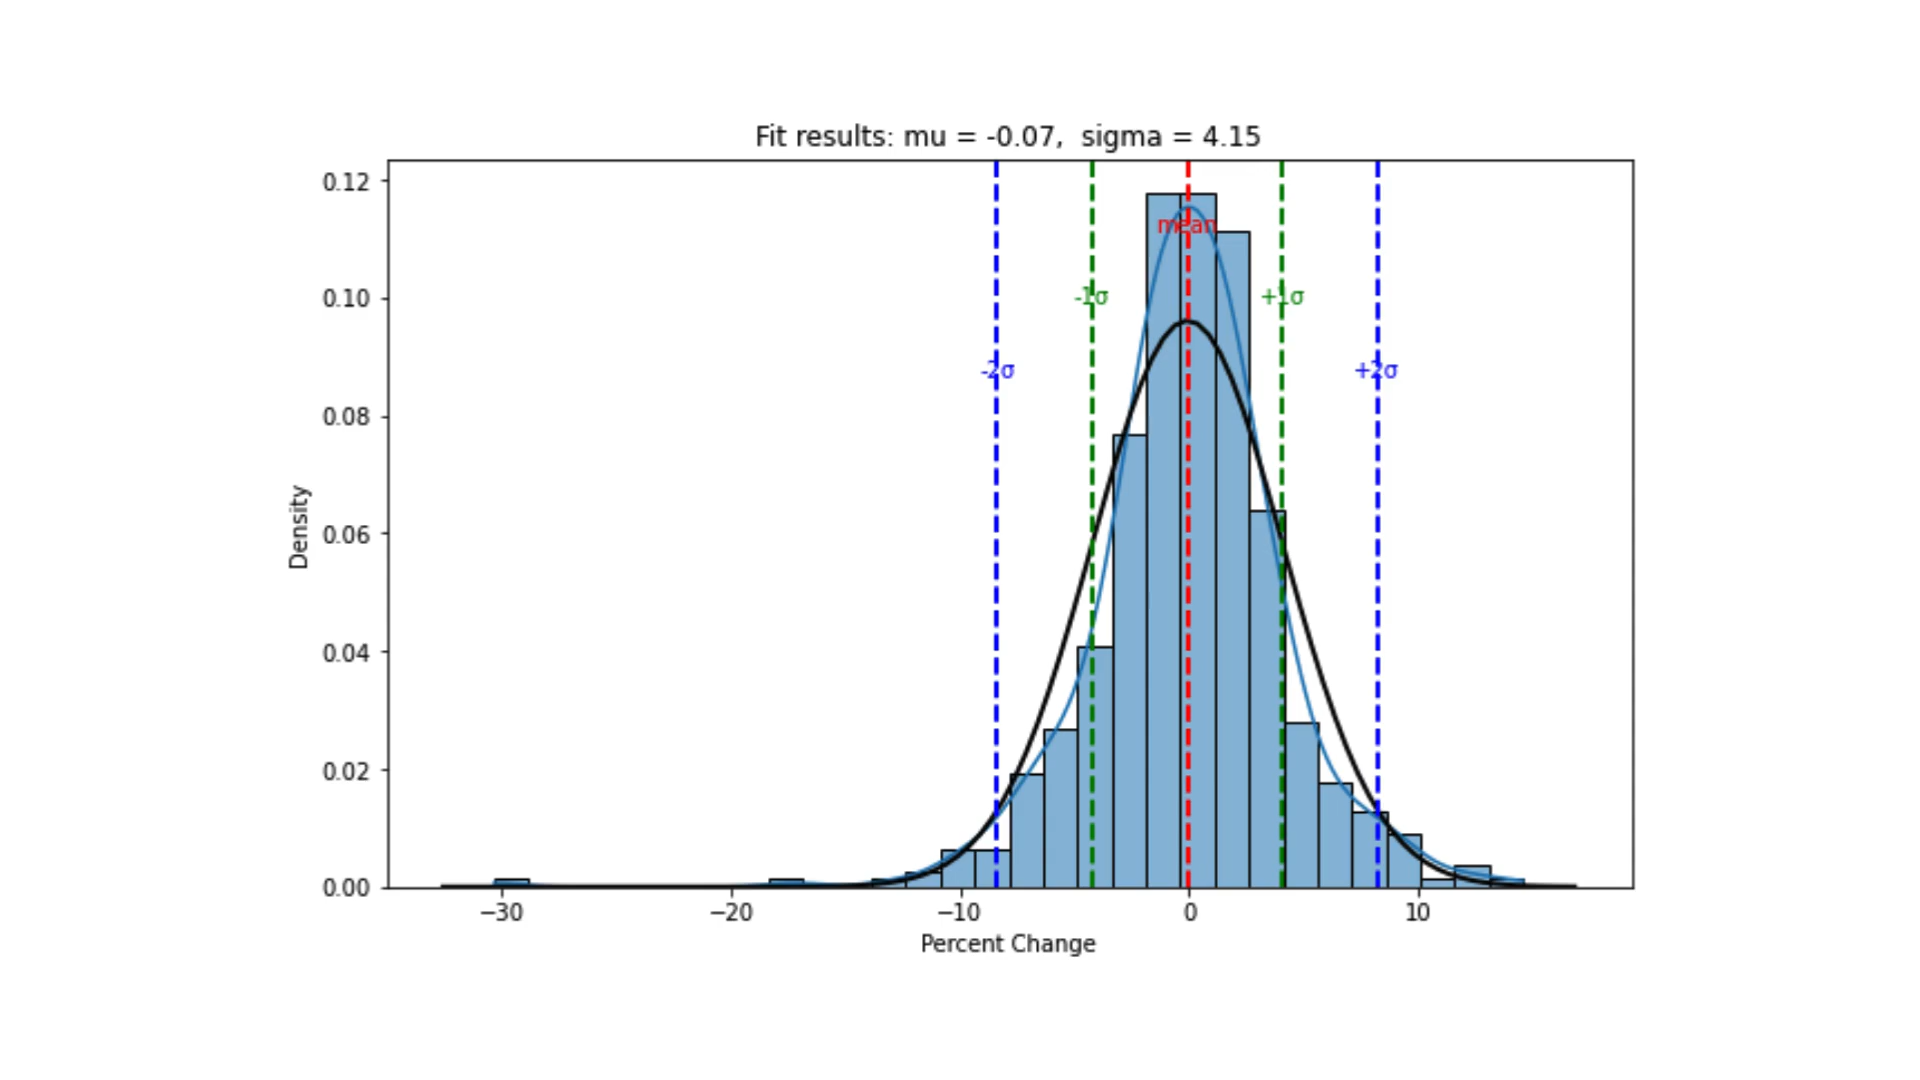 Fit results: mu = -0.07,  sigma = 4.15
0.12
mean
0.10
-1σ
+1σ
-2σ
+2σ
0.08
Density
0.06
0.04
0.02
0.00
−30
−20
−10
0
10
Percent Change